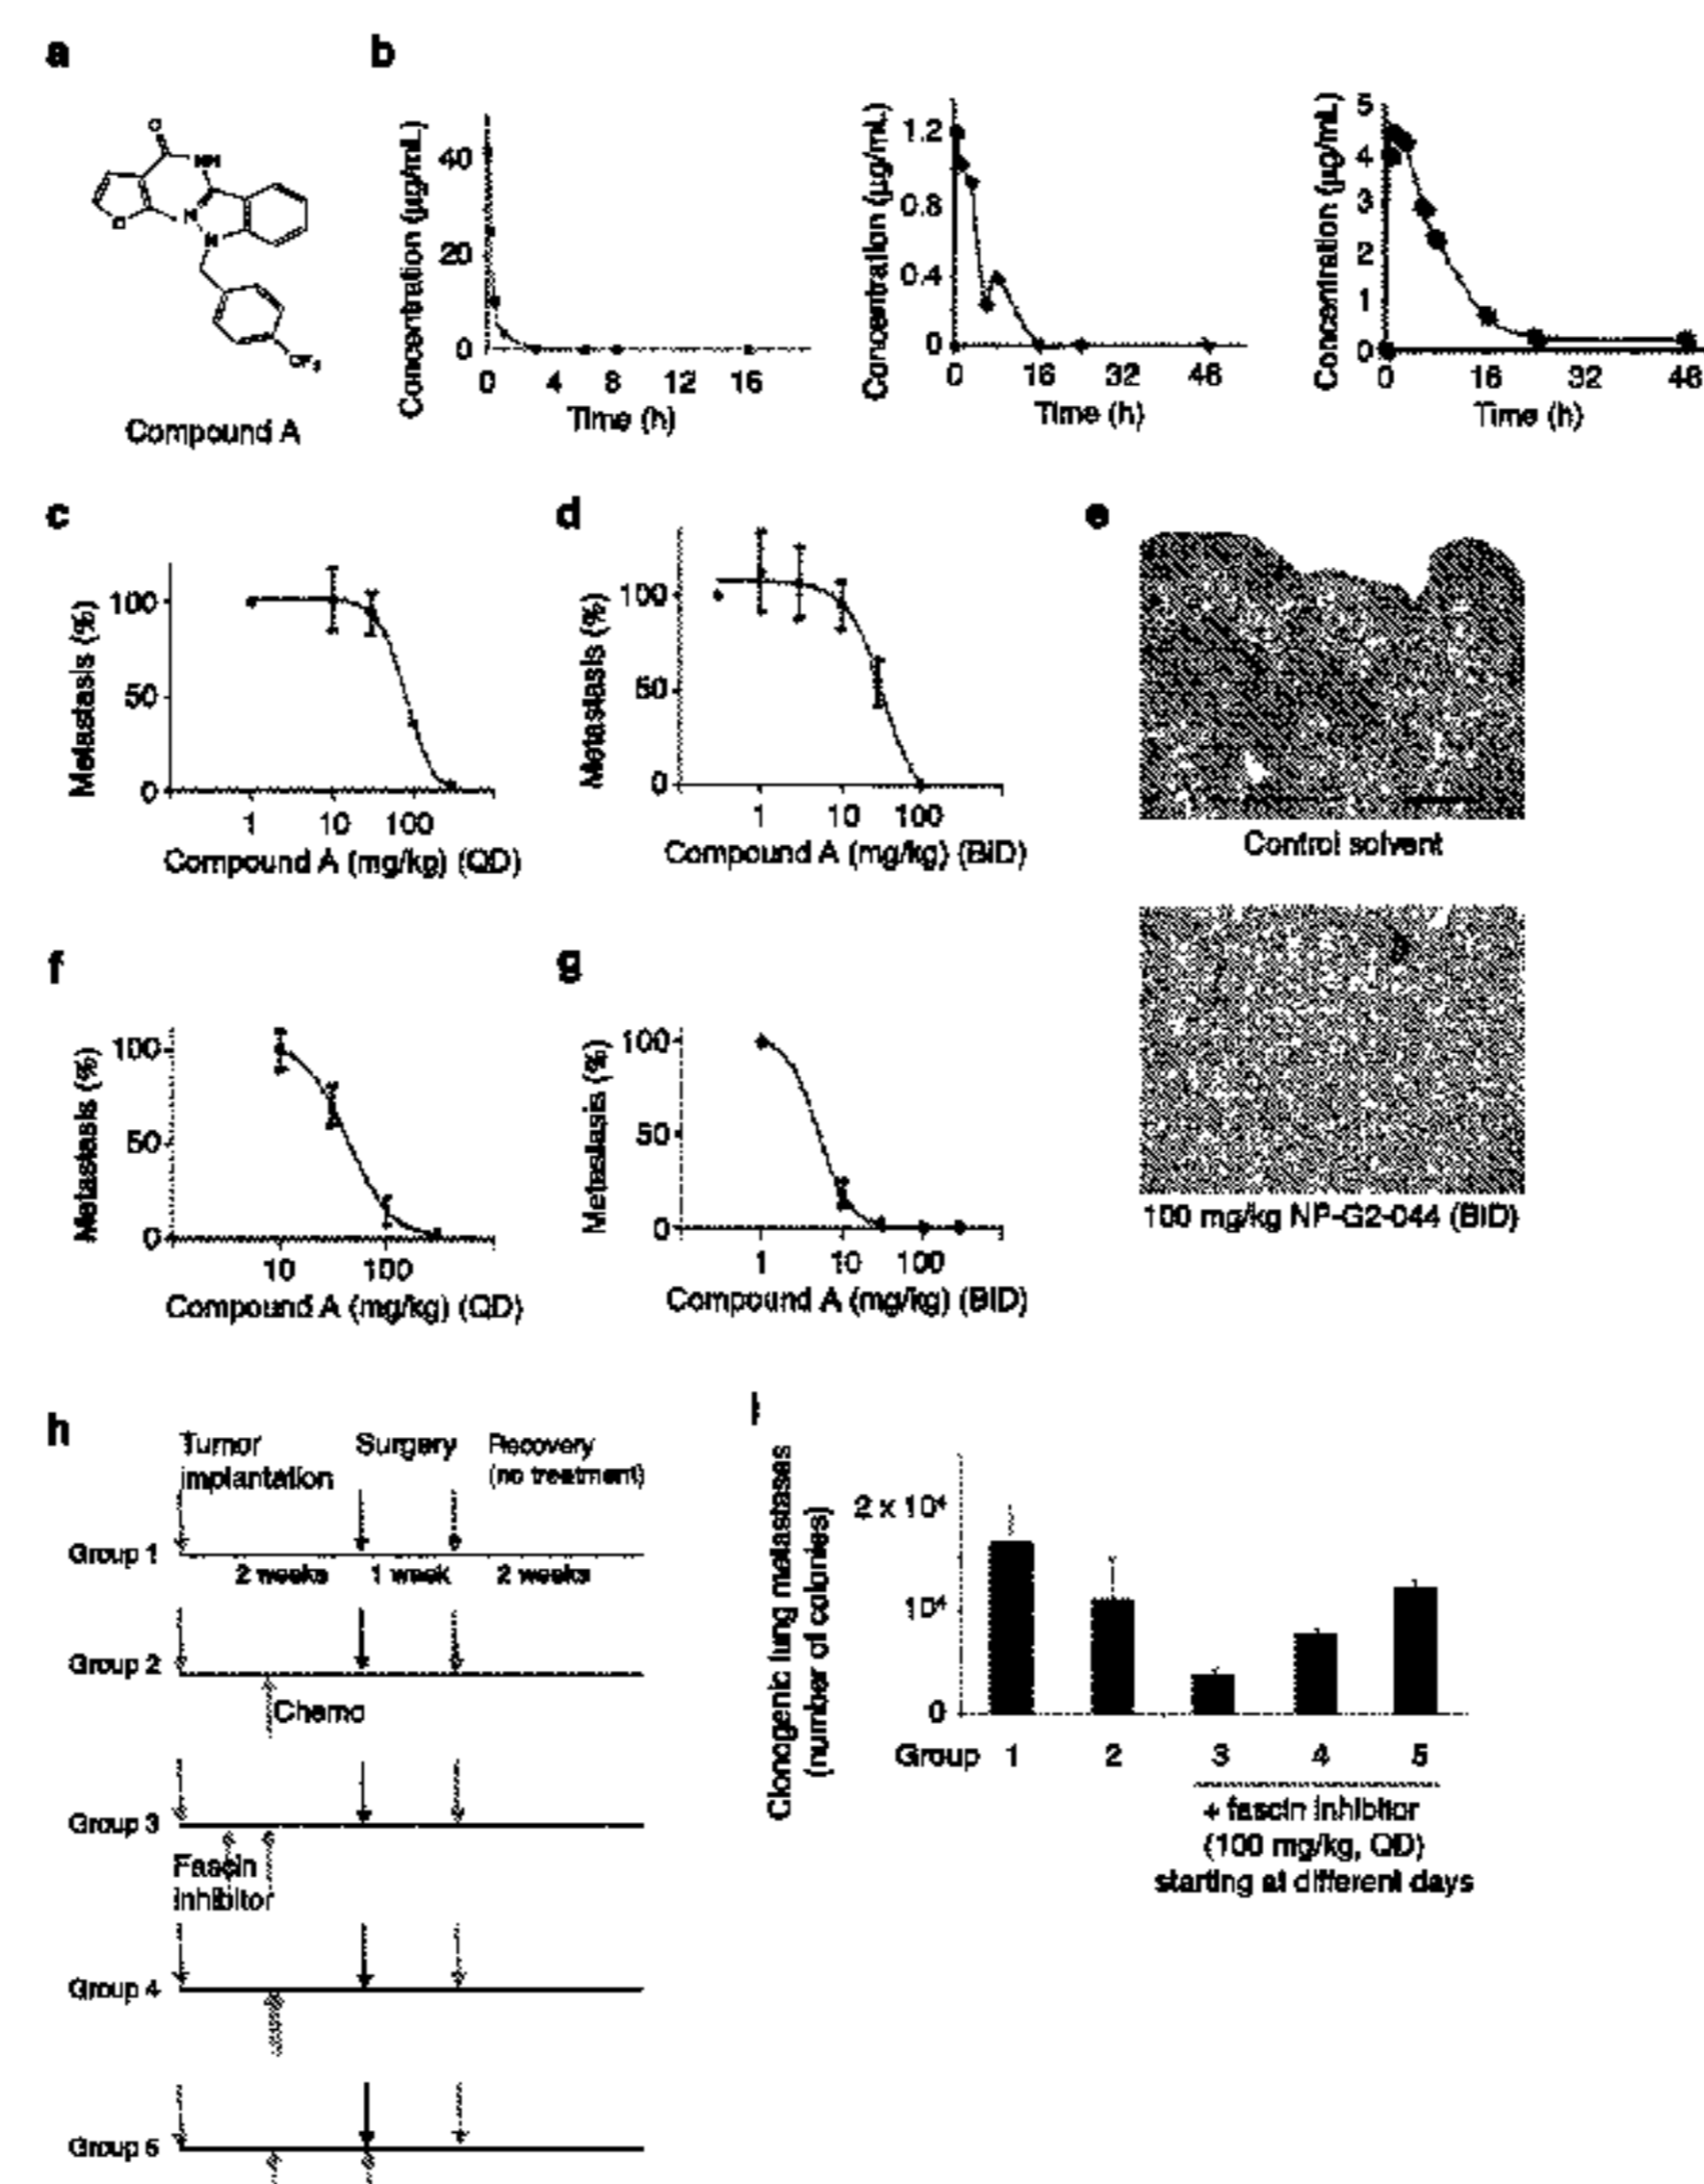 a
b
O
NH
O
N
N
CF3
Compound A
Concentration (µg/mL)
40
20
0
0 4 8 12 16
Time (h)
Concentration (µg/mL)
1.2
0.8
0.4
0
0 16 32 48
Time (h)
Concentration (µg/mL)
5
4
3
2
1
0
0 16 32 48
Time (h)
c
Metastasis (%)
100
50
0
1 10 100
Compound A (mg/kg) (QD)
d
Metastasis (%)
100
50
0
1 10 100
Compound A (mg/kg) (BID)
e
Control solvent
100 mg/kg NP-G2-044 (BID)
f
Metastasis (%)
100
50
0
10 100
Compound A (mg/kg) (QD)
g
Metastasis (%)
100
50
0
1 10 100
Compound A (mg/kg) (BID)
h
Tumor implantation
Surgery
Recovery (no treatment)
Group 1
2 weeks 1 week 2 weeks
Group 2
Chemo
Group 3
Fascin inhibitor
Group 4
Group 5
i
Clonogenic lung metastases
(number of colonies)
2 x 10⁴
10⁴
0
Group 1 2 3 4 5
+ fascin inhibitor
(100 mg/kg, QD)
starting at different days